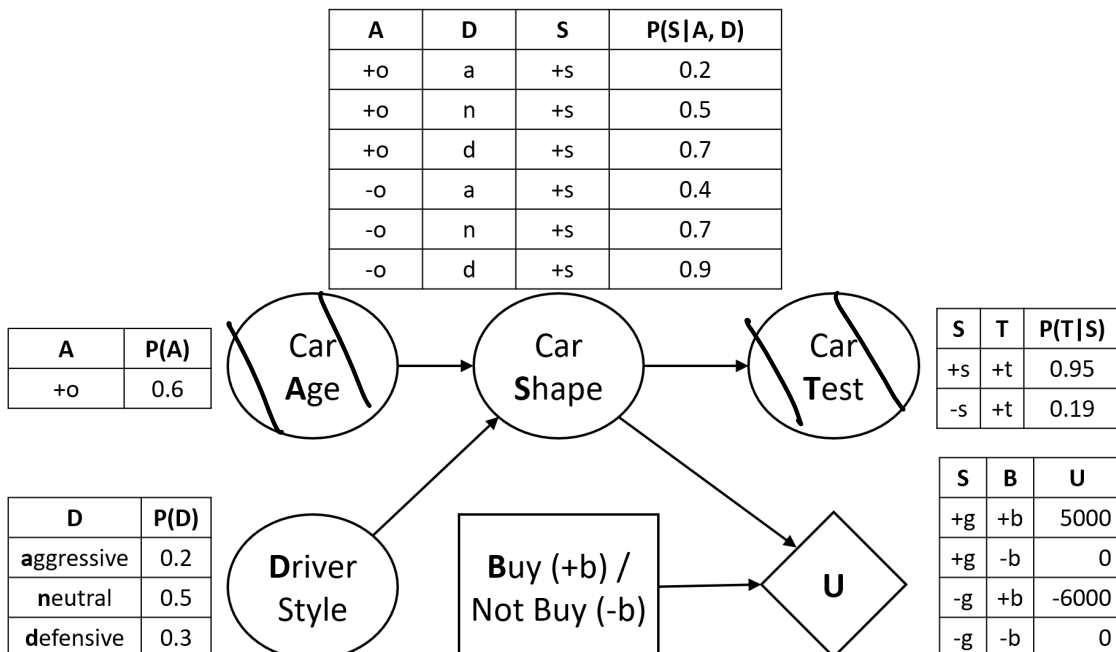 A D S P(S|A, D)
+o a +s 0.2
+o n +s 0.5
+o d +s 0.7
-o a +s 0.4
-o n +s 0.7
-o d +s 0.9
A P(A)
+o 0.6
Car
Age
Car
Shape
Car
Test
S T P(T|S)
+s +t 0.95
-s +t 0.19
D P(D)
aggressive 0.2
neutral 0.5
defensive 0.3
Driver
Style
Buy (+b) /
Not Buy (-b)
U
S B U
+g +b 5000
+g -b 0
-g +b -6000
-g -b 0